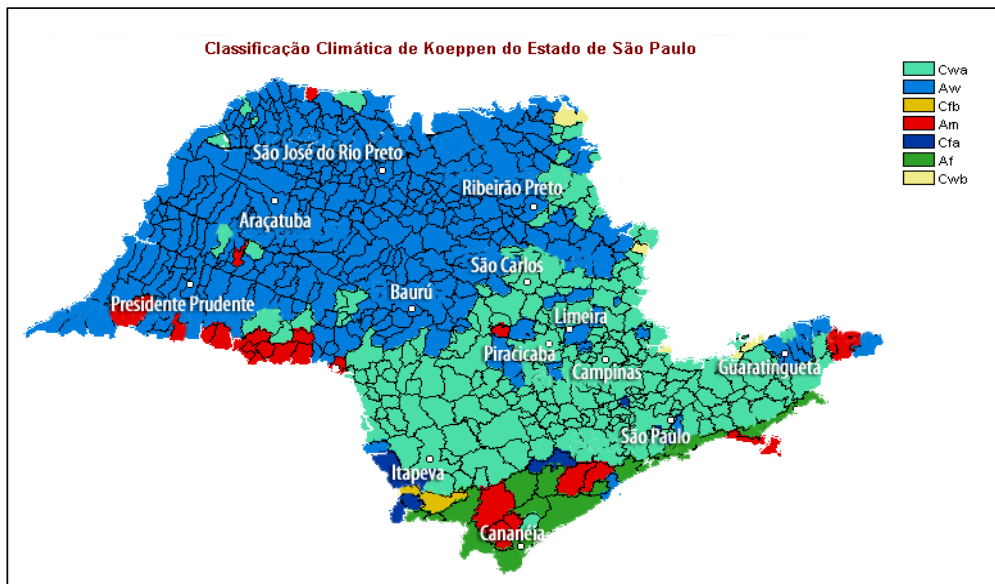 Classificação Climática de Koeppen do Estado de São Paulo
Cwa
Aw
Cfb
Am
Cfa
Af
Cwb
São José do Rio Preto
Ribeirão Preto
Araçatuba
São Carlos
Presidente Prudente
Baurú
Limeira
Piracicaba
Campinas
Guaratinguetá
São Paulo
Itapeva
Cananéia